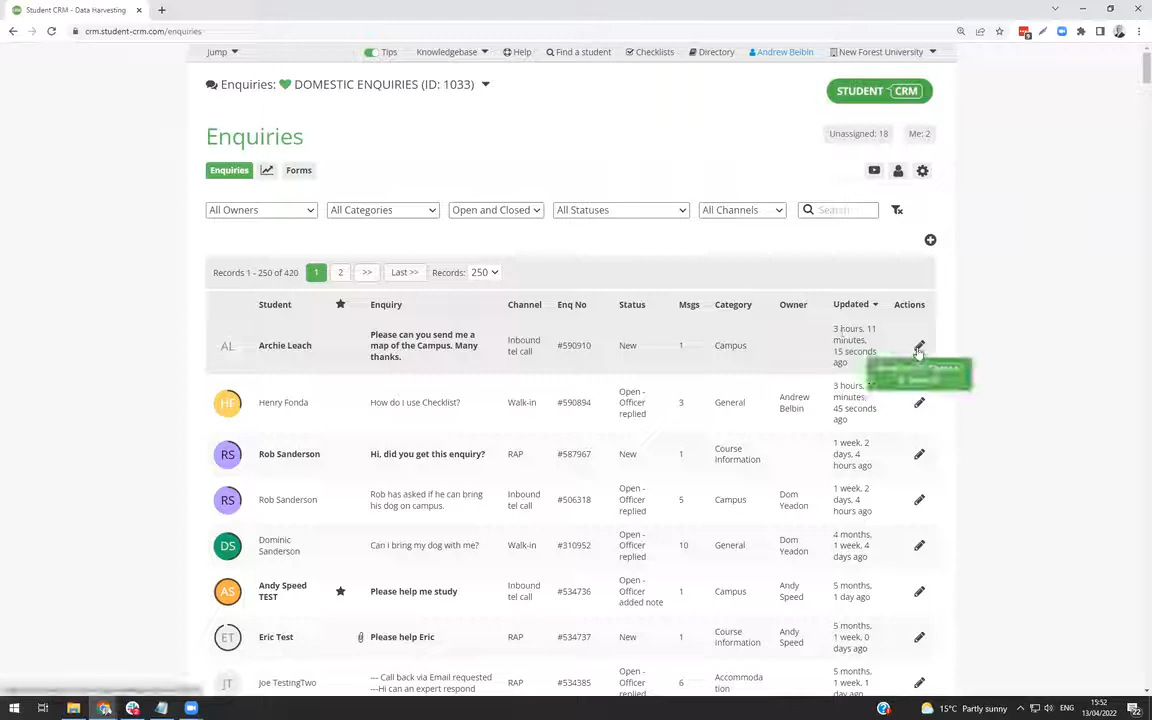 Student CRM - Data Harvesting
crm.student-crm.com/enquiries
Jump
Tips
Knowledgebase
Help
Find a student
Checklists
Directory
Andrew Belbin
New Forest University
Enquiries: DOMESTIC ENQUIRIES (ID: 1033)
STUDENT CRM
Enquiries
Unassigned: 18
Me: 2
Enquiries
Forms
All Owners
All Categories
Open and Closed
All Statuses
All Channels
Search
Records 1 - 250 of 420
1
2
>>
Last >>
Records:
250
Student
Enquiry
Channel
Enq No
Status
Msgs
Category
Owner
Updated
Actions
AL
Archie Leach
Please can you send me a
map of the Campus. Many
thanks.
Inbound
tel call
#590910
New
1
Campus
3 hours, 11
minutes,
15 seconds
ago
HF
Henry Fonda
How do I use Checklist?
Walk-in
#590894
Open -
Officer
replied
3
General
Andrew
Belbin
3 hours,
minutes,
45 seconds
ago
RS
Rob Sanderson
Hi, did you get this enquiry?
RAP
#587967
New
1
Course
Information
1 week, 2
days, 4
hours ago
RS
Rob Sanderson
Rob has asked if he can bring
his dog on campus.
Inbound
tel call
#506318
Open -
Officer
replied
5
Campus
Dom
Yeadon
1 week, 2
days, 4
hours ago
DS
Dominic
Sanderson
Can i bring my dog with me?
Walk-in
#310952
Open -
Officer
replied
10
General
Dom
Yeadon
4 months,
1 week, 4
days ago
AS
Andy Speed
TEST
Please help me study
Inbound
tel call
#534736
Open -
Officer
added note
1
Campus
Andy
Speed
5 months,
1 day ago
ET
Eric Test
Please help Eric
RAP
#534737
New
1
Course
information
Andy
Speed
5 months,
1 week, 0
days ago
JT
Joe TestingTwo
--- Call back via Email requested
---Hi can an expert respond
RAP
#534385
Open -
Officer
replied
6
Accommoda
tion
5 months,
1 week, 1
days ago
15°C Partly sunny
ENG
15:52
13/04/2022
22